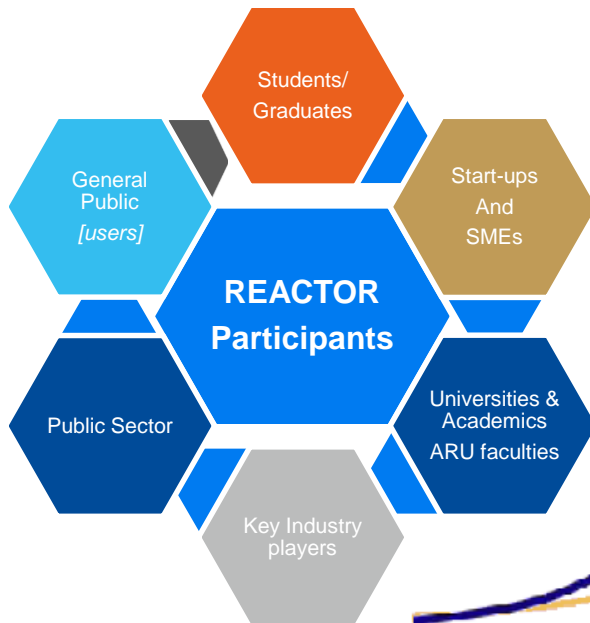 Students/
Graduates
General
Public
[users]
Start-ups
And
SMEs
REACTOR
Participants
Public Sector
Universities &
Academics
ARU faculties
Key Industry
players